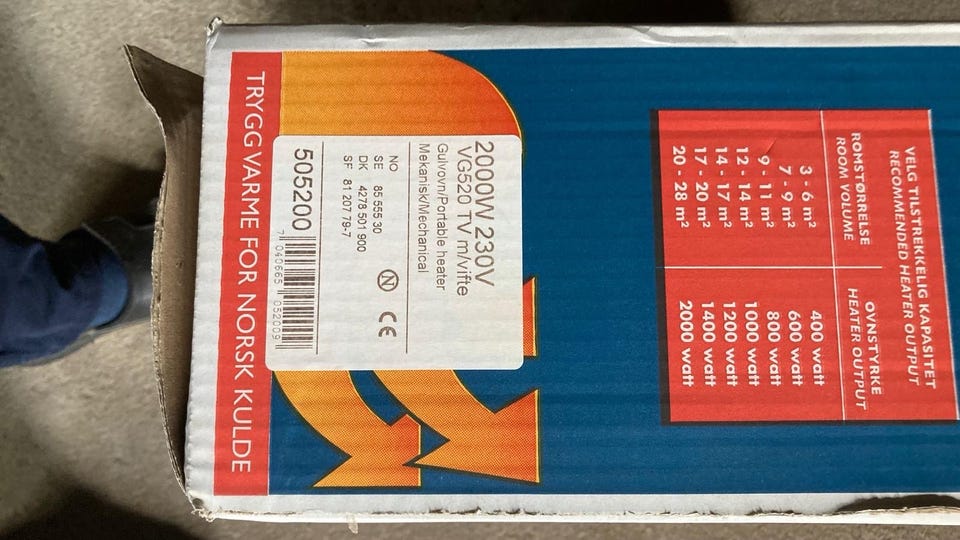 TRYGG VARME FOR NORSK KULDE
2000W 230V
VG520 TV m/vifte
Gulvovn/Portable heater
Mekanisk/Mechanical
NO
SE 85 555 30
DK 4278 501 900
SF 81 207 79-7
N CE
505200
7 040665 052009
VELG TILSTREKKELIG KAPASITET
RECOMMENDED HEATER OUTPUT
ROMSTØRRELSE OVNSTYRKE
ROOM VOLUME HEATER OUTPUT
3 - 6 m² 400 watt
7 - 9 m² 600 watt
9 - 11 m² 800 watt
12 - 14 m² 1000 watt
14 - 17 m² 1200 watt
17 - 20 m² 1400 watt
20 - 28 m² 2000 watt